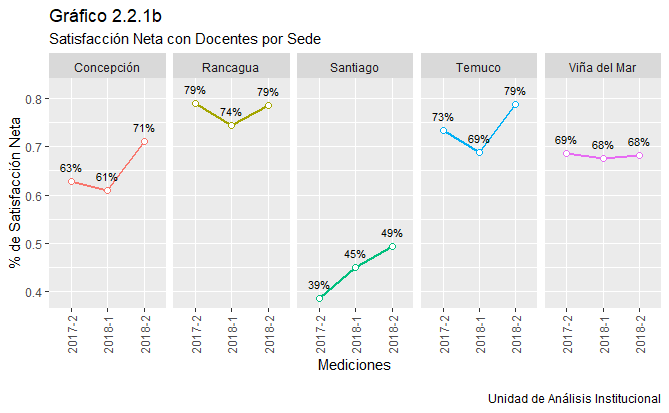 Gráfico 2.2.1b
Satisfacción Neta con Docentes por Sede
Concepción Rancagua Santiago Temuco Viña del Mar
% de Satisfacción Neta
0.8
0.7
0.6
0.5
0.4
63% 61% 71%
79% 74% 79%
39% 45% 49%
73% 69% 79%
69% 68% 68%
2017-2 2018-1 2018-2 2017-2 2018-1 2018-2 2017-2 2018-1 2018-2 2017-2 2018-1 2018-2 2017-2 2018-1 2018-2
Mediciones
Unidad de Análisis Institucional